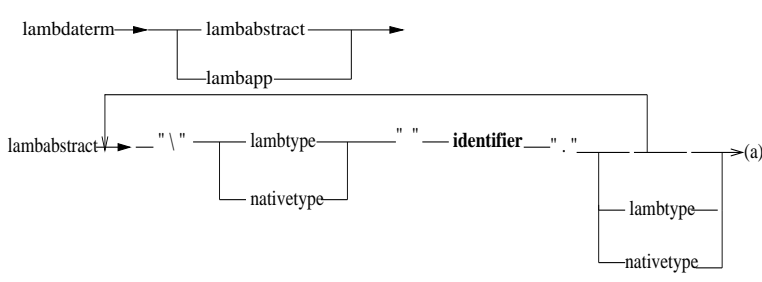 lambdaterm lambabstract
lambapp
lambabstract "\" lambtype " " identifier "." (a)
nativetype
lambtype
nativetype